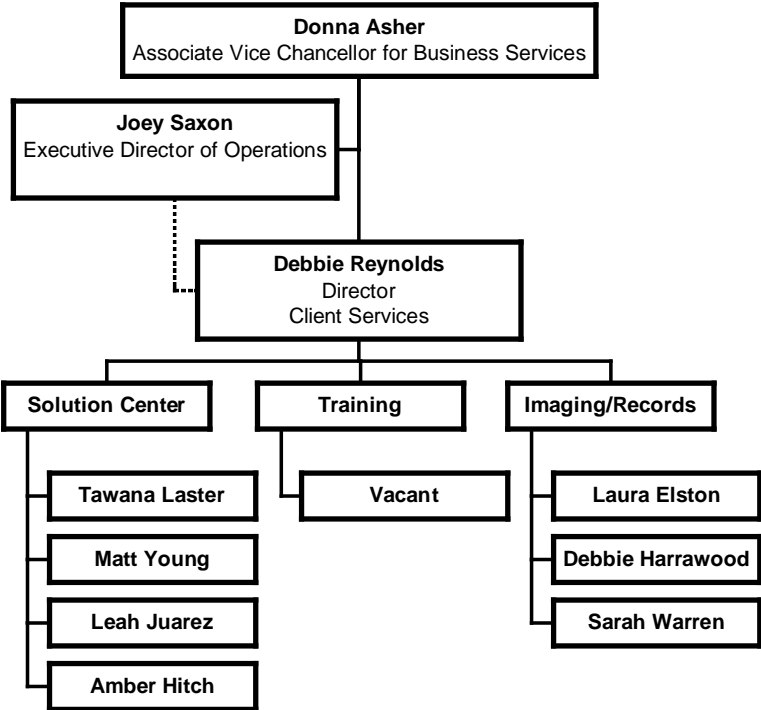 Donna Asher
Associate Vice Chancellor for Business Services
Joey Saxon
Executive Director of Operations
Debbie Reynolds
Director
Client Services
Solution Center
Training
Imaging/Records
Tawana Laster
Vacant
Laura Elston
Matt Young
Debbie Harrawood
Leah Juarez
Sarah Warren
Amber Hitch